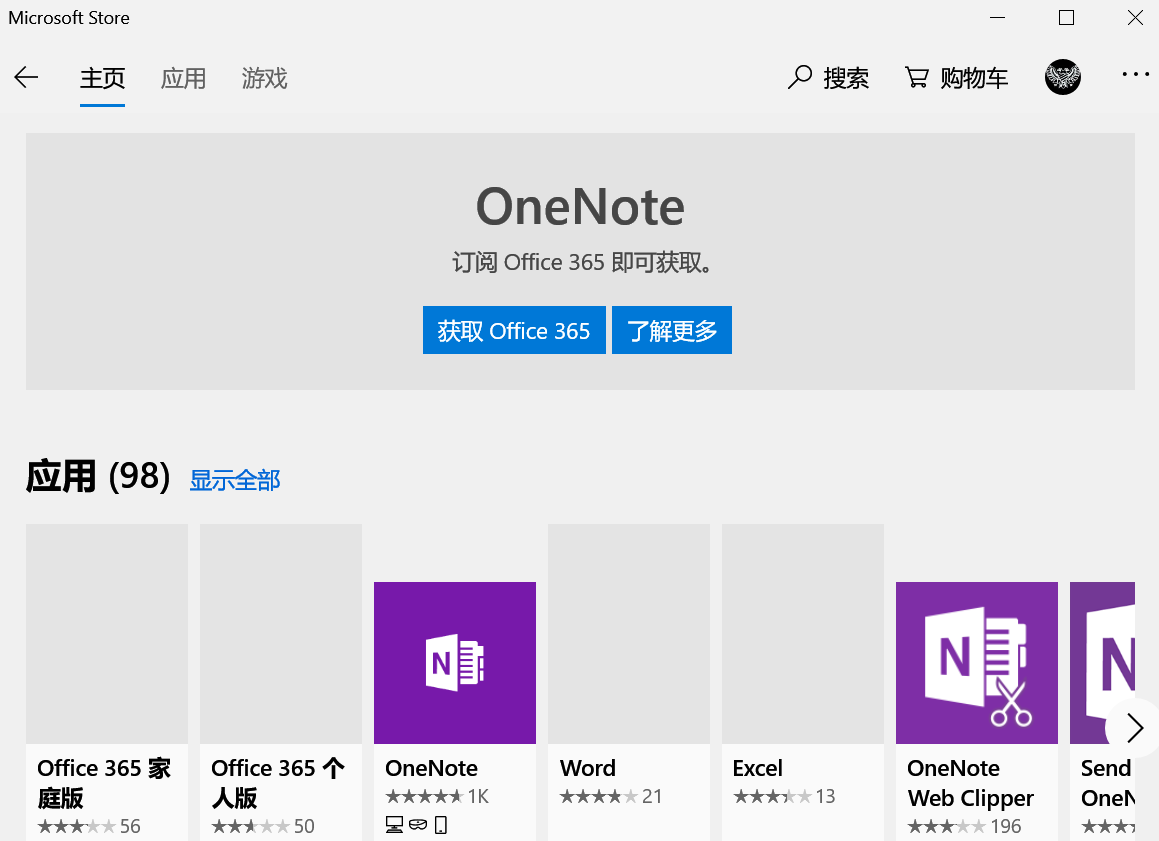 Microsoft Store
主页 应用 游戏 搜索 购物车
OneNote
订阅 Office 365 即可获取。
获取 Office 365 了解更多
应用 (98) 显示全部
Office 365 家庭版
56
Office 365 个人版
50
N
OneNote
1K
Word
21
Excel
13
N
OneNote
Web Clipper
196
N
Send
OneN